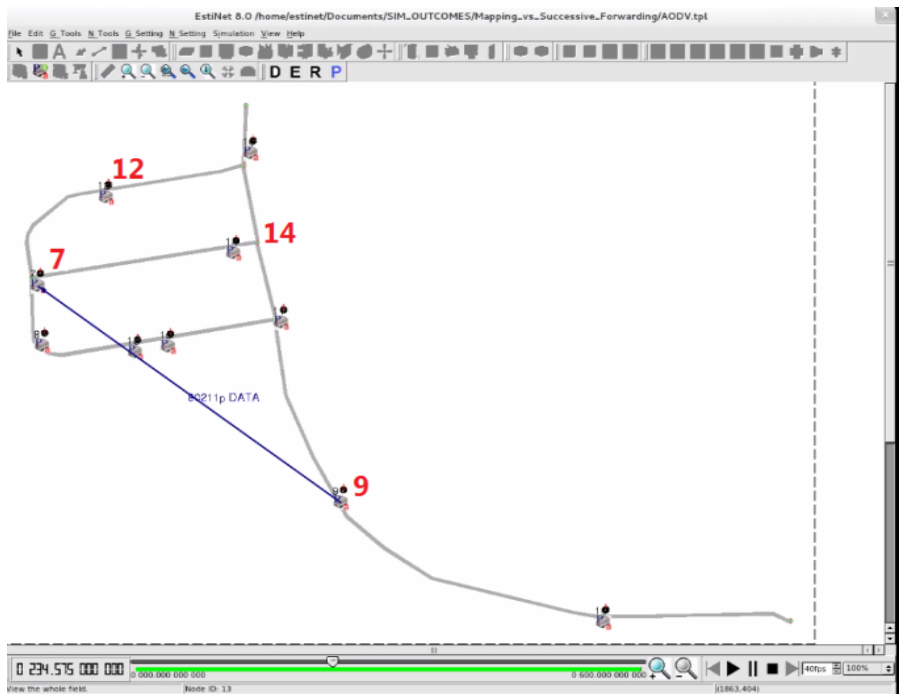 EstiNet 8.0 /home/estinet/Documents/SIM_OUTCOMES/Mapping_vs_Successive_Forwarding/AODV.tpl
File Edit G_Tools N_Tools G_Setting N_Setting Simulation View Help
A
D E R P
12
14
7
8
80211p DATA
9
0 234.575 000 000
0 000.000 000 000
0 600.000 000 000
40fps
100%
View the whole field.
Node ID: 13
(1863,404)